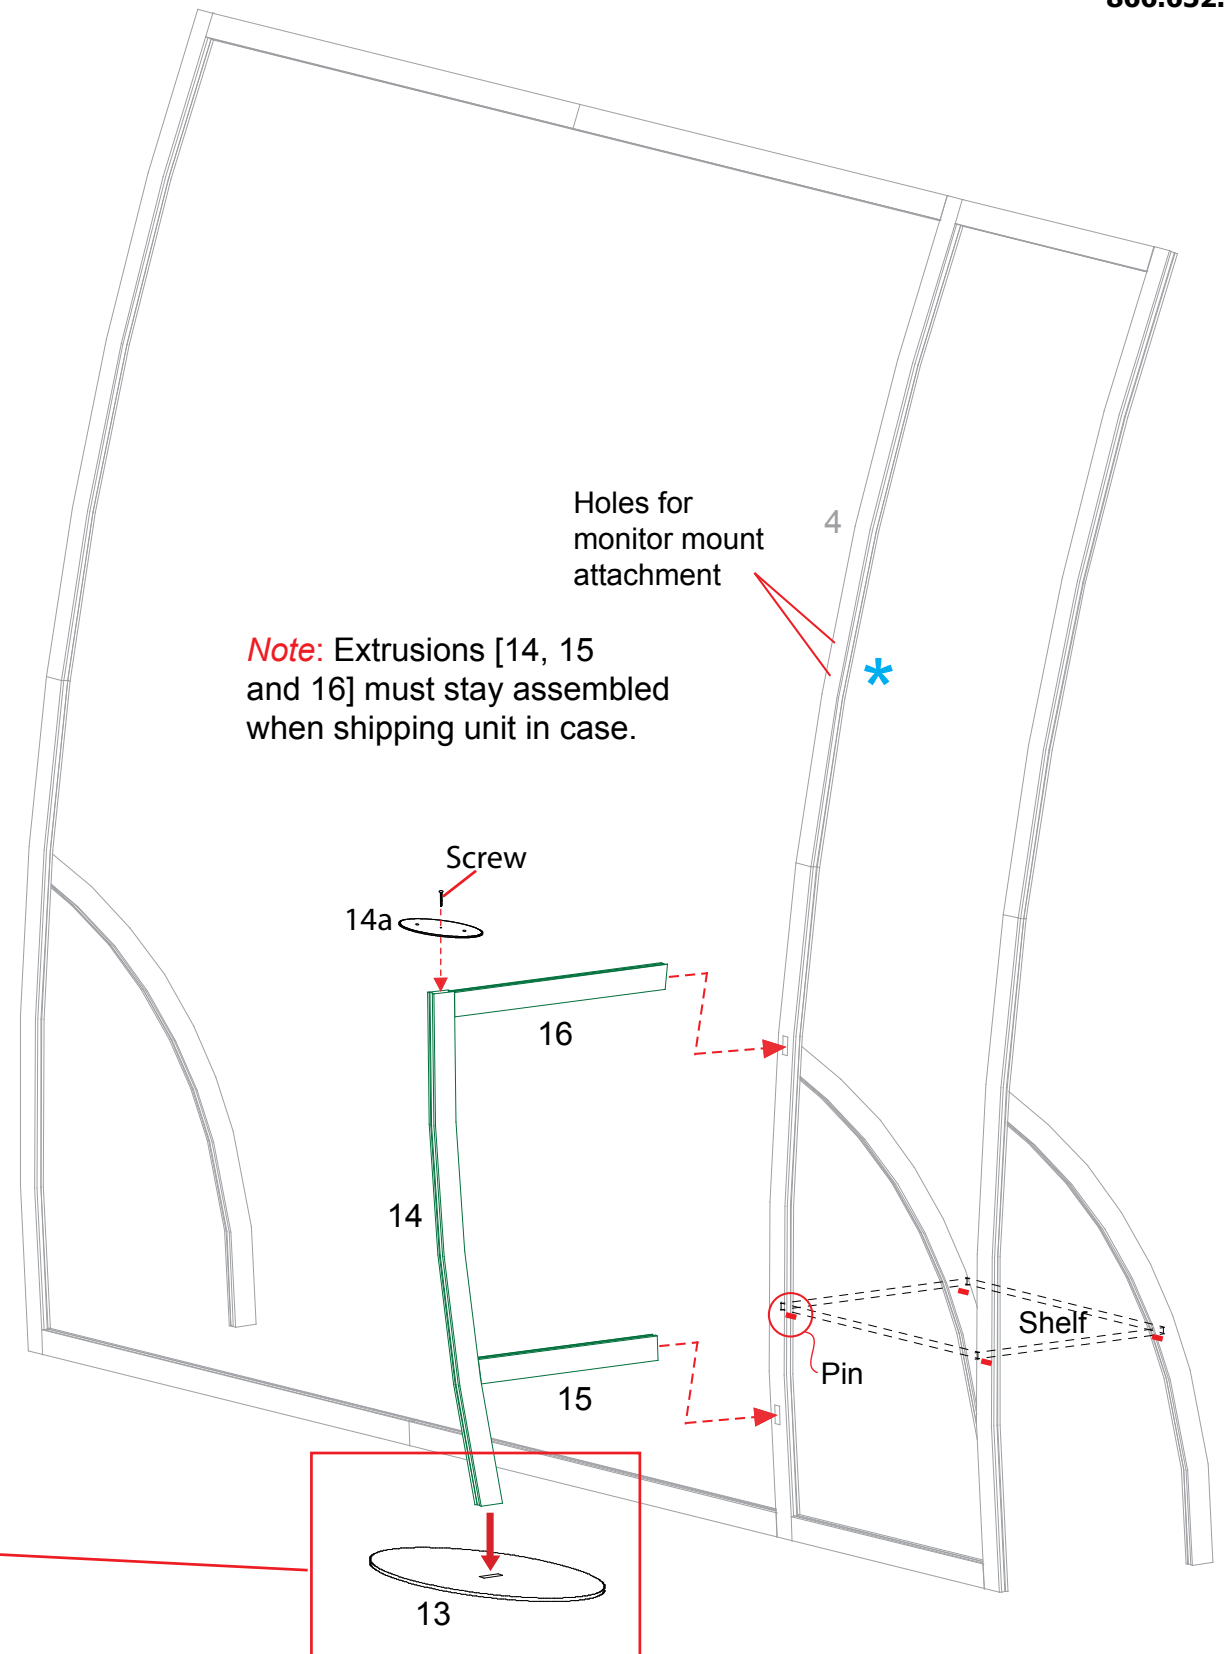 Holes for
monitor mount
attachment
4
*
Note: Extrusions [14, 15
and 16] must stay assembled
when shipping unit in case.
Screw
14a
16
14
Shelf
Pin
15
13